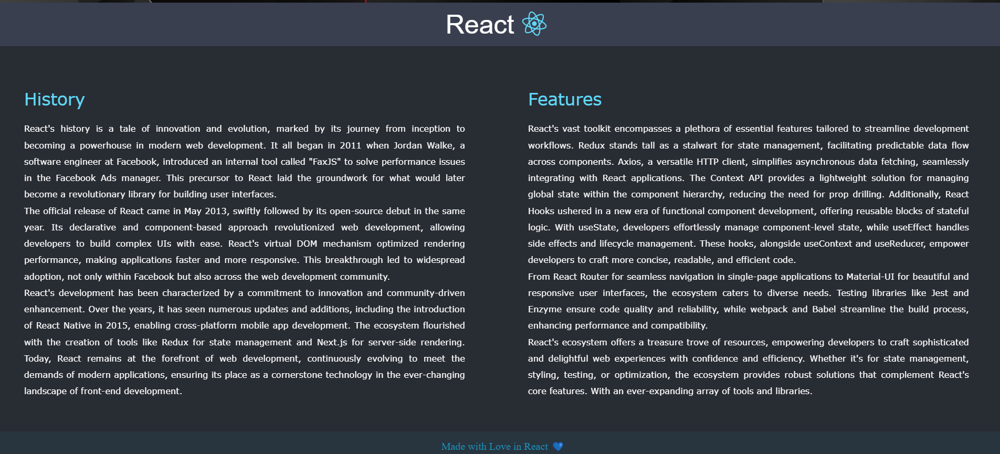 React
History
React's history is a tale of innovation and evolution, marked by its journey from inception to
becoming a powerhouse in modern web development. It all began in 2011 when Jordan Walke, a
software engineer at Facebook, introduced an internal tool called "FaxJS" to solve performance issues
in the Facebook Ads manager. This precursor to React laid the groundwork for what would later
become a revolutionary library for building user interfaces.
The official release of React came in May 2013, swiftly followed by its open-source debut in the same
year. Its declarative and component-based approach revolutionized web development, allowing
developers to build complex UIs with ease. React's virtual DOM mechanism optimized rendering
performance, making applications faster and more responsive. This breakthrough led to widespread
adoption, not only within Facebook but also across the web development community.
React's development has been characterized by a commitment to innovation and community-driven
enhancement. Over the years, it has seen numerous updates and additions, including the introduction
of React Native in 2015, enabling cross-platform mobile app development. The ecosystem flourished
with the creation of tools like Redux for state management and Next.js for server-side rendering.
Today, React remains at the forefront of web development, continuously evolving to meet the
demands of modern applications, ensuring its place as a cornerstone technology in the ever-changing
landscape of front-end development.
Features
React's vast toolkit encompasses a plethora of essential features tailored to streamline development
workflows. Redux stands tall as a stalwart for state management, facilitating predictable data flow
across components. Axios, a versatile HTTP client, simplifies asynchronous data fetching, seamlessly
integrating with React applications. The Context API provides a lightweight solution for managing
global state within the component hierarchy, reducing the need for prop drilling. Additionally, React
Hooks ushered in a new era of functional component development, offering reusable blocks of stateful
logic. With useState, developers effortlessly manage component-level state, while useEffect handles
side effects and lifecycle management. These hooks, alongside useContext and useReducer, empower
developers to craft more concise, readable, and efficient code.
From React Router for seamless navigation in single-page applications to Material-UI for beautiful and
responsive user interfaces, the ecosystem caters to diverse needs. Testing libraries like Jest and
Enzyme ensure code quality and reliability, while webpack and Babel streamline the build process,
enhancing performance and compatibility.
React's ecosystem offers a treasure trove of resources, empowering developers to craft sophisticated
and delightful web experiences with confidence and efficiency. Whether it's for state management,
styling, testing, or optimization, the ecosystem provides robust solutions that complement React's
core features. With an ever-expanding array of tools and libraries.
Made with Love in React 💙